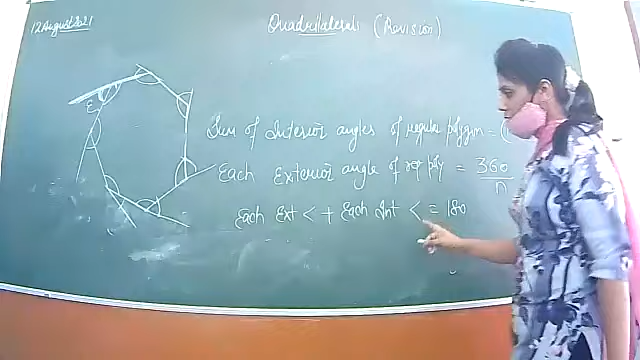 12 August 2021
Quadrilaterals (Revision)
E
Sum of Interior angles of regular polygon = (
Each Exterior angle of reg poly = 360/n
Each Ext < + Each Int < = 180